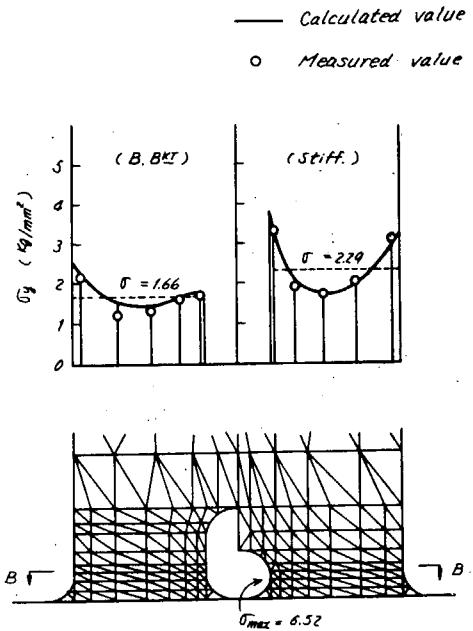 Calculated value
Measured value
(B. BKT)
(Stiff.)
σy (Kg/mm²)
5
4
3
2
1
0
σ = 1.66
σ = 2.29
B
B
σmax = 6.52